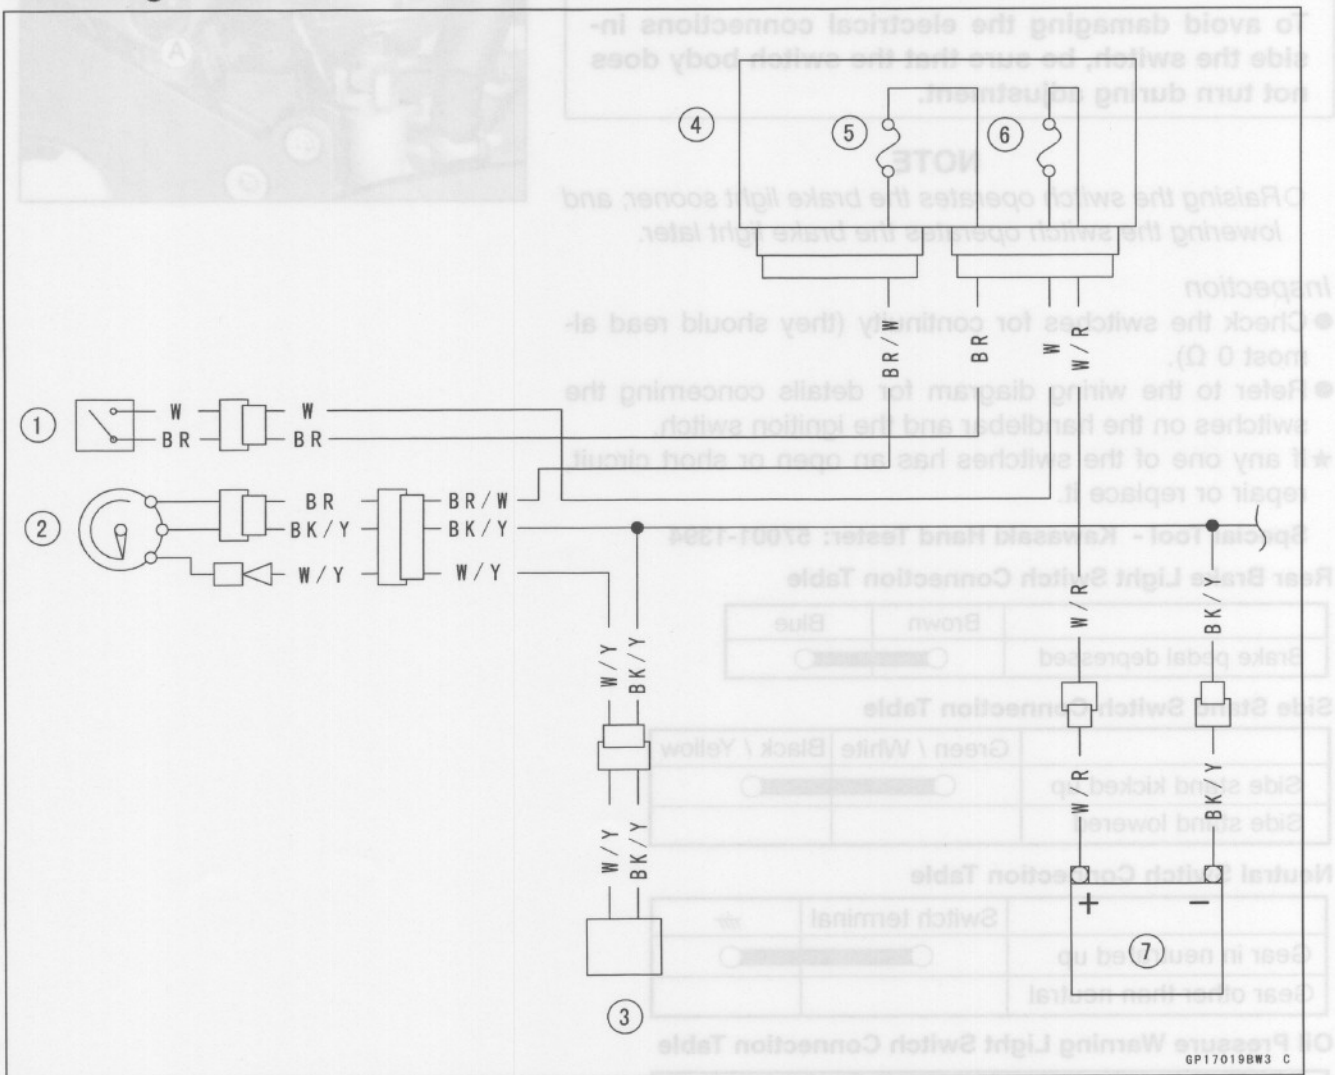 To avoid damaging the electrical connections in-
side the switch, be sure that the switch body does
not turn during adjustment.
A
4
5
6
NOTE
○Raising the switch operates the brake light sooner, and
lowering the switch operates the brake light later.
Inspection
●Check the switches for continuity (they should read al-
most 0 Ω).
●Refer to the wiring diagram for details concerning the
switches on the handlebar and the ignition switch.
★If any one of the switches has an open or short circuit,
repair or replace it.
Special Tool - Kawasaki Hand Tester: 57001-1394
BR/W
BR
W
W/R
1
W
W
BR
BR
2
BR
BR/W
BK/Y
BK/Y
W/Y
W/Y
Rear Brake Light Switch Connection Table
Brown Blue
Brake pedal depressed
W/Y
BK/Y
W/R
BK/Y
Side Stand Switch Connection Table
Green / White Black / Yellow
Side stand kicked up
Side stand lowered
W/Y
BK/Y
W/R
BK/Y
Neutral Switch Connection Table
Switch terminal
Gear in neutral
Gear other than neutral
+
−
7
3
Oil Pressure Warning Light Switch Connection Table
GP17019BW3 C